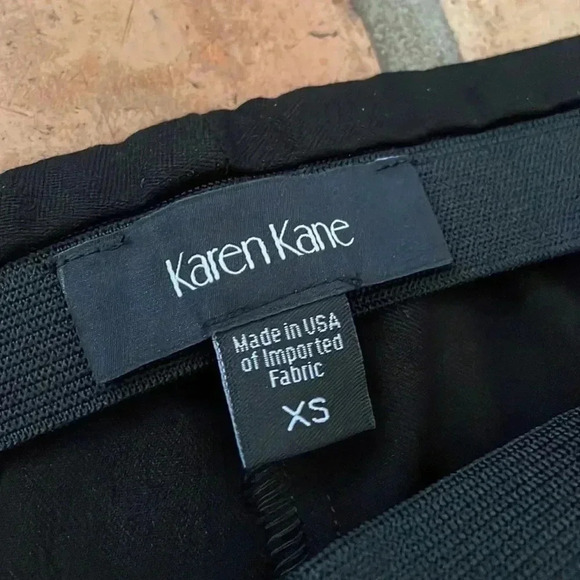 Karen Kane
Made in USA
of Imported
Fabric
XS